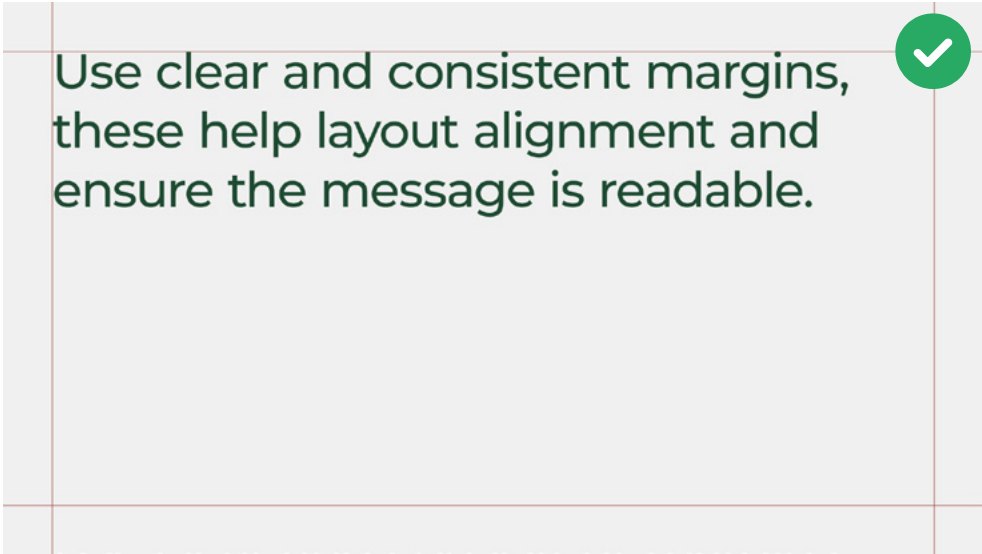 Use clear and consistent margins,
these help layout alignment and
ensure the message is readable.